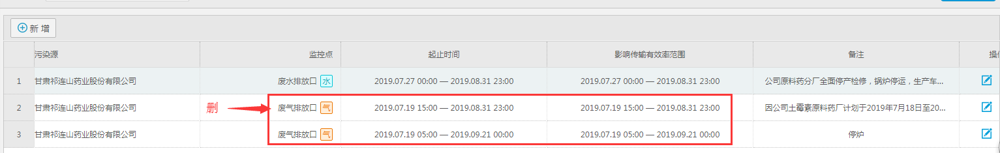 新 增
污染源 监控点 起止时间 影响传输有效率范围 备注 操
1 甘肃祁连山药业股份有限公司 废水排放口 水 2019.07.27 00:00 — 2019.08.31 23:00 2019.07.27 00:00 — 2019.08.31 23:00 公司原料药分厂全面停产检修，锅炉停运，生产车...
2 甘肃祁连山药业股份有限公司 删 废气排放口 气 2019.07.19 15:00 — 2019.08.31 23:00 2019.07.19 15:00 — 2019.08.31 23:00 因公司土霉素原料药厂计划于2019年7月18日至20...
3 甘肃祁连山药业股份有限公司 废气排放口 气 2019.07.19 05:00 — 2019.09.21 00:00 2019.07.19 05:00 — 2019.09.21 00:00 停炉